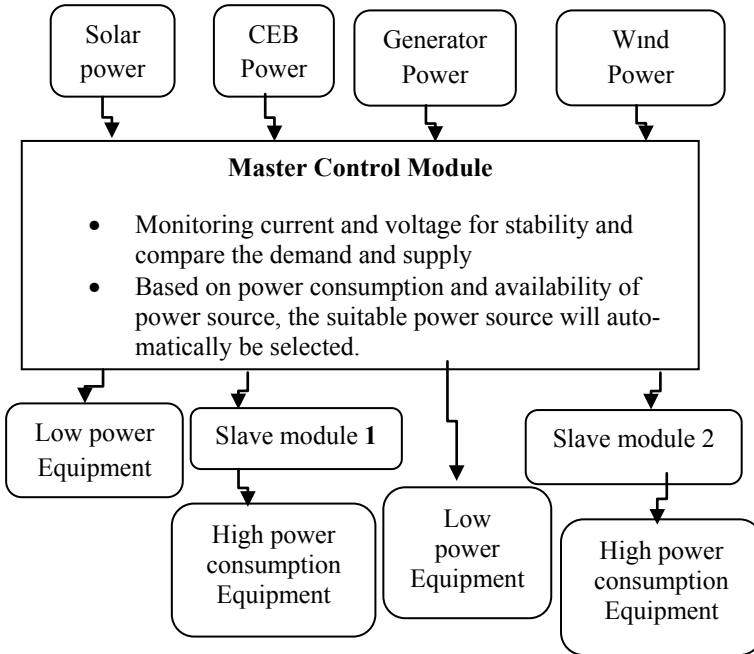 Solar
power
CEB
Power
Generator
Power
Wind
Power
Master Control Module
• Monitoring current and voltage for stability and
compare the demand and supply
• Based on power consumption and availability of
power source, the suitable power source will auto-
matically be selected.
Low power
Equipment
Slave module 1
High power
consumption
Equipment
Low
power
Equipment
Slave module 2
High power
consumption
Equipment